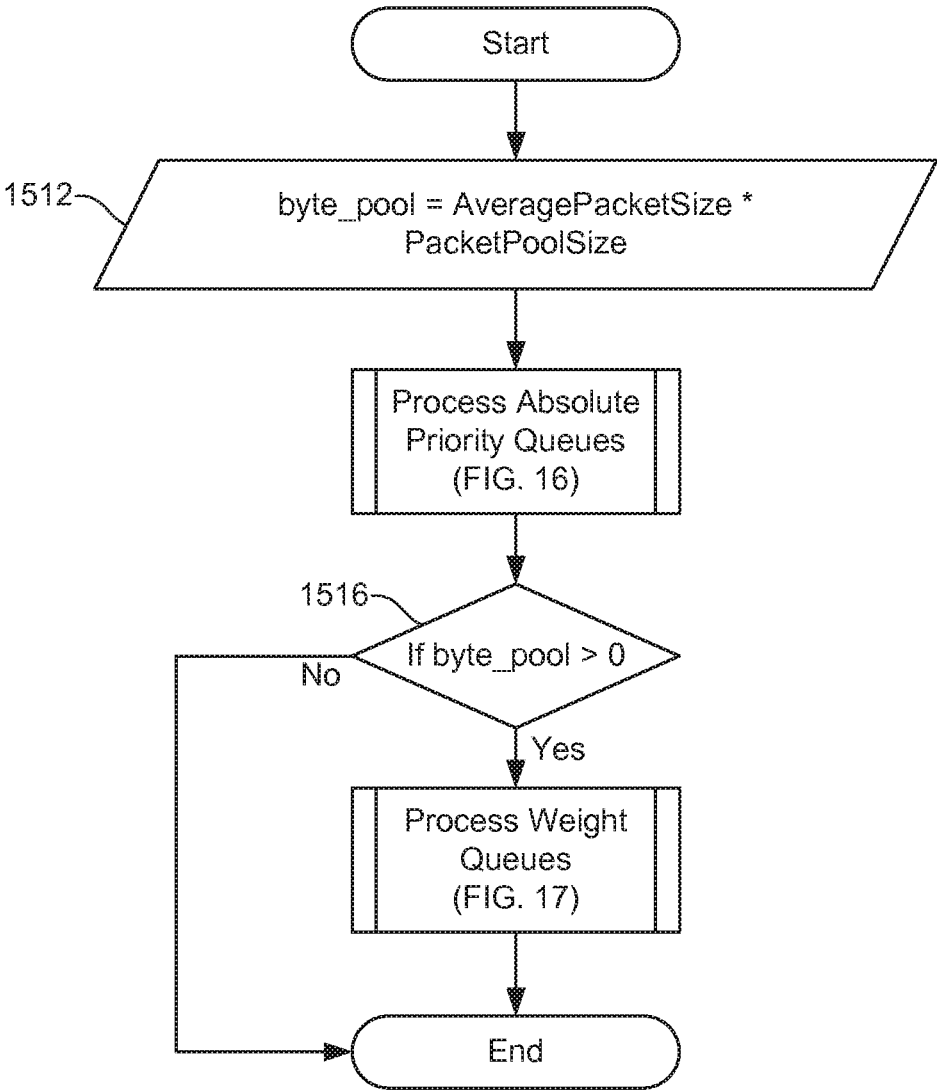 Start
1512
byte_pool = AveragePacketSize *
PacketPoolSize
Process Absolute
Priority Queues
(FIG. 16)
1516
If byte_pool > 0
No
Yes
Process Weight
Queues
(FIG. 17)
End